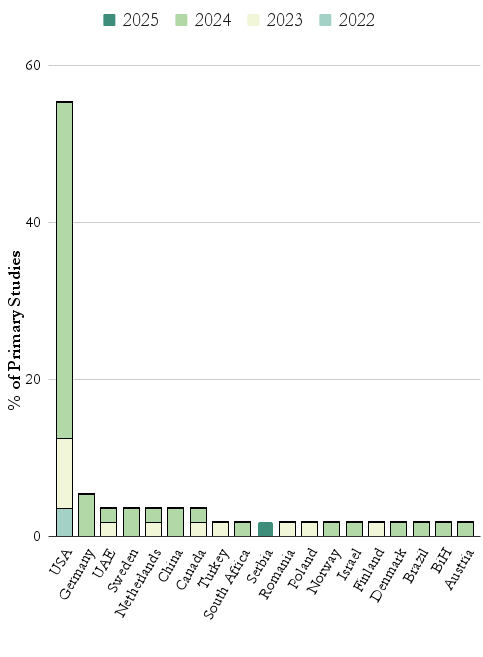 2025 2024 2023 2022
60
40
20
0
% of Primary Studies
USA
Germany
UAE
Sweden
Netherlands
China
Canada
Turkey
South Africa
Serbia
Romania
Poland
Norway
Israel
Finland
Denmark
Brazil
BiH
Austria